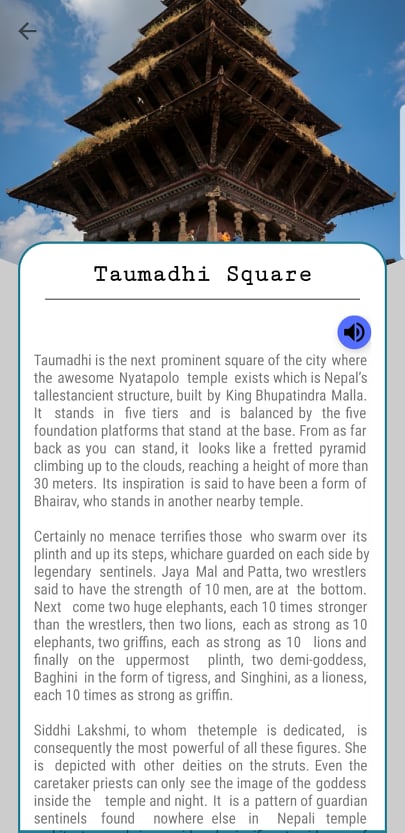 Taumadhi Square
Taumadhi is the next prominent square of the city where
the awesome Nyatapolo temple exists which is Nepal's
tallestancient structure, built by King Bhupatindra Malla.
It stands in five tiers and is balanced by the five
foundation platforms that stand at the base. From as far
back as you can stand, it looks like a fretted pyramid
climbing up to the clouds, reaching a height of more than
30 meters. Its inspiration is said to have been a form of
Bhairav, who stands in another nearby temple.
Certainly no menace terrifies those who swarm over its
plinth and up its steps, whichare guarded on each side by
legendary sentinels. Jaya Mal and Patta, two wrestlers
said to have the strength of 10 men, are at the bottom.
Next come two huge elephants, each 10 times stronger
than the wrestlers, then two lions, each as strong as 10
elephants, two griffins, each as strong as 10 lions and
finally on the uppermost plinth, two demi-goddess,
Baghini in the form of tigress, and Singhini, as a lioness,
each 10 times as strong as griffin.
Siddhi Lakshmi, to whom thetemple is dedicated, is
consequently the most powerful of all these figures. She
is depicted with other deities on the struts. Even the
caretaker priests can only see the image of the goddess
inside the temple and night. It is a pattern of guardian
sentinels found nowhere else in Nepali temple